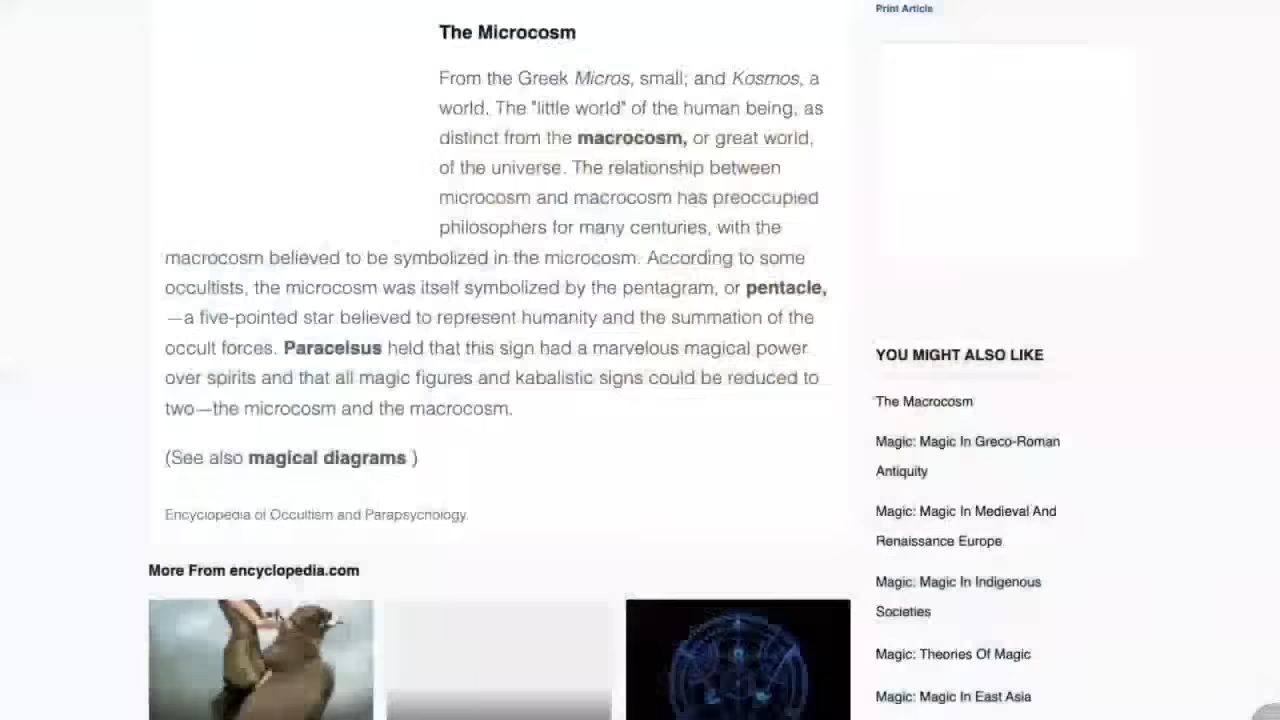 Print Article
The Microcosm
From the Greek Micros, small; and Kosmos, a
world. The "little world" of the human being, as
distinct from the macrocosm, or great world,
of the universe. The relationship between
microcosm and macrocosm has preoccupied
philosophers for many centuries, with the
macrocosm believed to be symbolized in the microcosm. According to some
occultists, the microcosm was itself symbolized by the pentagram, or pentacle,
—a five-pointed star believed to represent humanity and the summation of the
occult forces. Paracelsus held that this sign had a marvelous magical power
over spirits and that all magic figures and kabalistic signs could be reduced to
two—the microcosm and the macrocosm.
(See also magical diagrams )
Encyclopedia of Occultism and Parapsychology.
More From encyclopedia.com
YOU MIGHT ALSO LIKE
The Macrocosm
Magic: Magic In Greco-Roman
Antiquity
Magic: Magic In Medieval And
Renaissance Europe
Magic: Magic In Indigenous
Societies
Magic: Theories Of Magic
Magic: Magic In East Asia